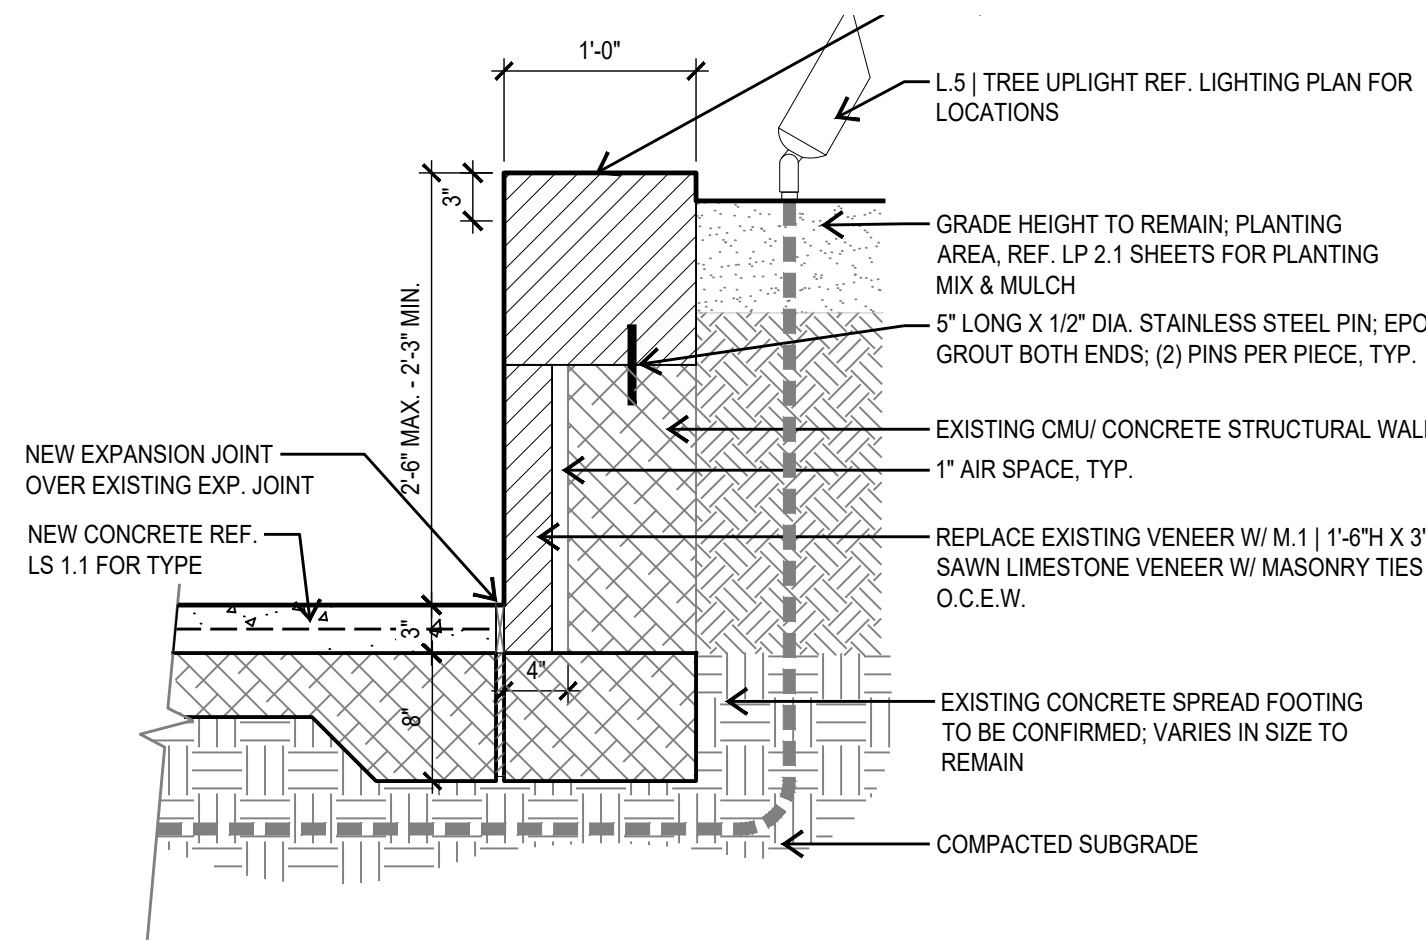 1'-0"
L.5 | TREE UPLIGHT REF. LIGHTING PLAN FOR
LOCATIONS
3"
GRADE HEIGHT TO REMAIN; PLANTING
AREA, REF. LP 2.1 SHEETS FOR PLANTING
MIX & MULCH
2'-6" MAX. - 2'-3" MIN.
5" LONG X 1/2" DIA. STAINLESS STEEL PIN; EPO
GROUT BOTH ENDS; (2) PINS PER PIECE, TYP.
EXISTING CMU/ CONCRETE STRUCTURAL WALL
1" AIR SPACE, TYP.
NEW EXPANSION JOINT
OVER EXISTING EXP. JOINT
NEW CONCRETE REF.
LS 1.1 FOR TYPE
REPLACE EXISTING VENEER W/ M.1 | 1'-6"H X 3'
SAWN LIMESTONE VENEER W/ MASONRY TIES
O.C.E.W.
3"
4"
8"
EXISTING CONCRETE SPREAD FOOTING
TO BE CONFIRMED; VARIES IN SIZE TO
REMAIN
COMPACTED SUBGRADE